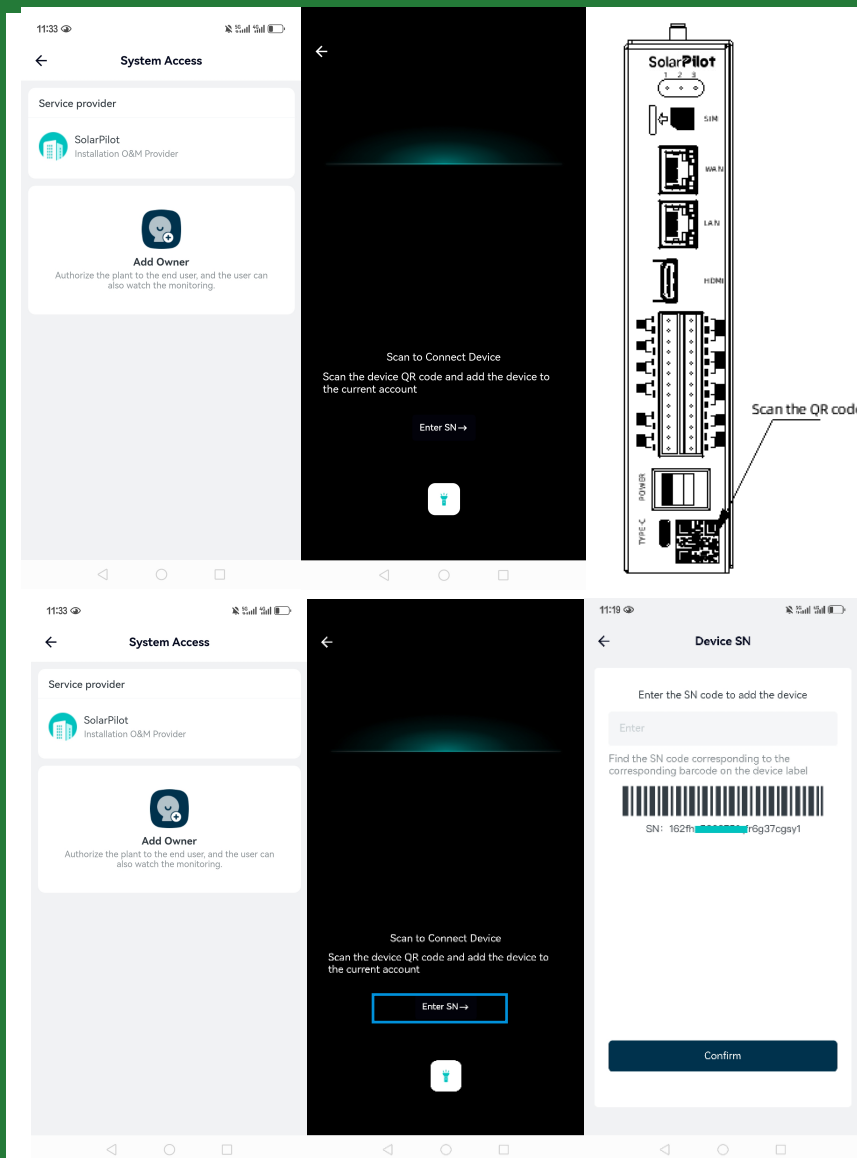 11:33
System Access
Service provider
SolarPilot
Installation O&M Provider
Add Owner
Authorize the plant to the end user, and the user can
also watch the monitoring.
Scan to Connect Device
Scan the device QR code and add the device to
the current account
Enter SN→
SolarPilot
1 2 3
SIM
WAN
LAN
HDMI
POWER
TYPE-C
Scan the QR code
11:33
System Access
Service provider
SolarPilot
Installation O&M Provider
Add Owner
Authorize the plant to the end user, and the user can
also watch the monitoring.
Scan to Connect Device
Scan the device QR code and add the device to
the current account
Enter SN→
11:19
Device SN
Enter the SN code to add the device
Enter
Find the SN code corresponding to the
corresponding barcode on the device label
SN:
Confirm